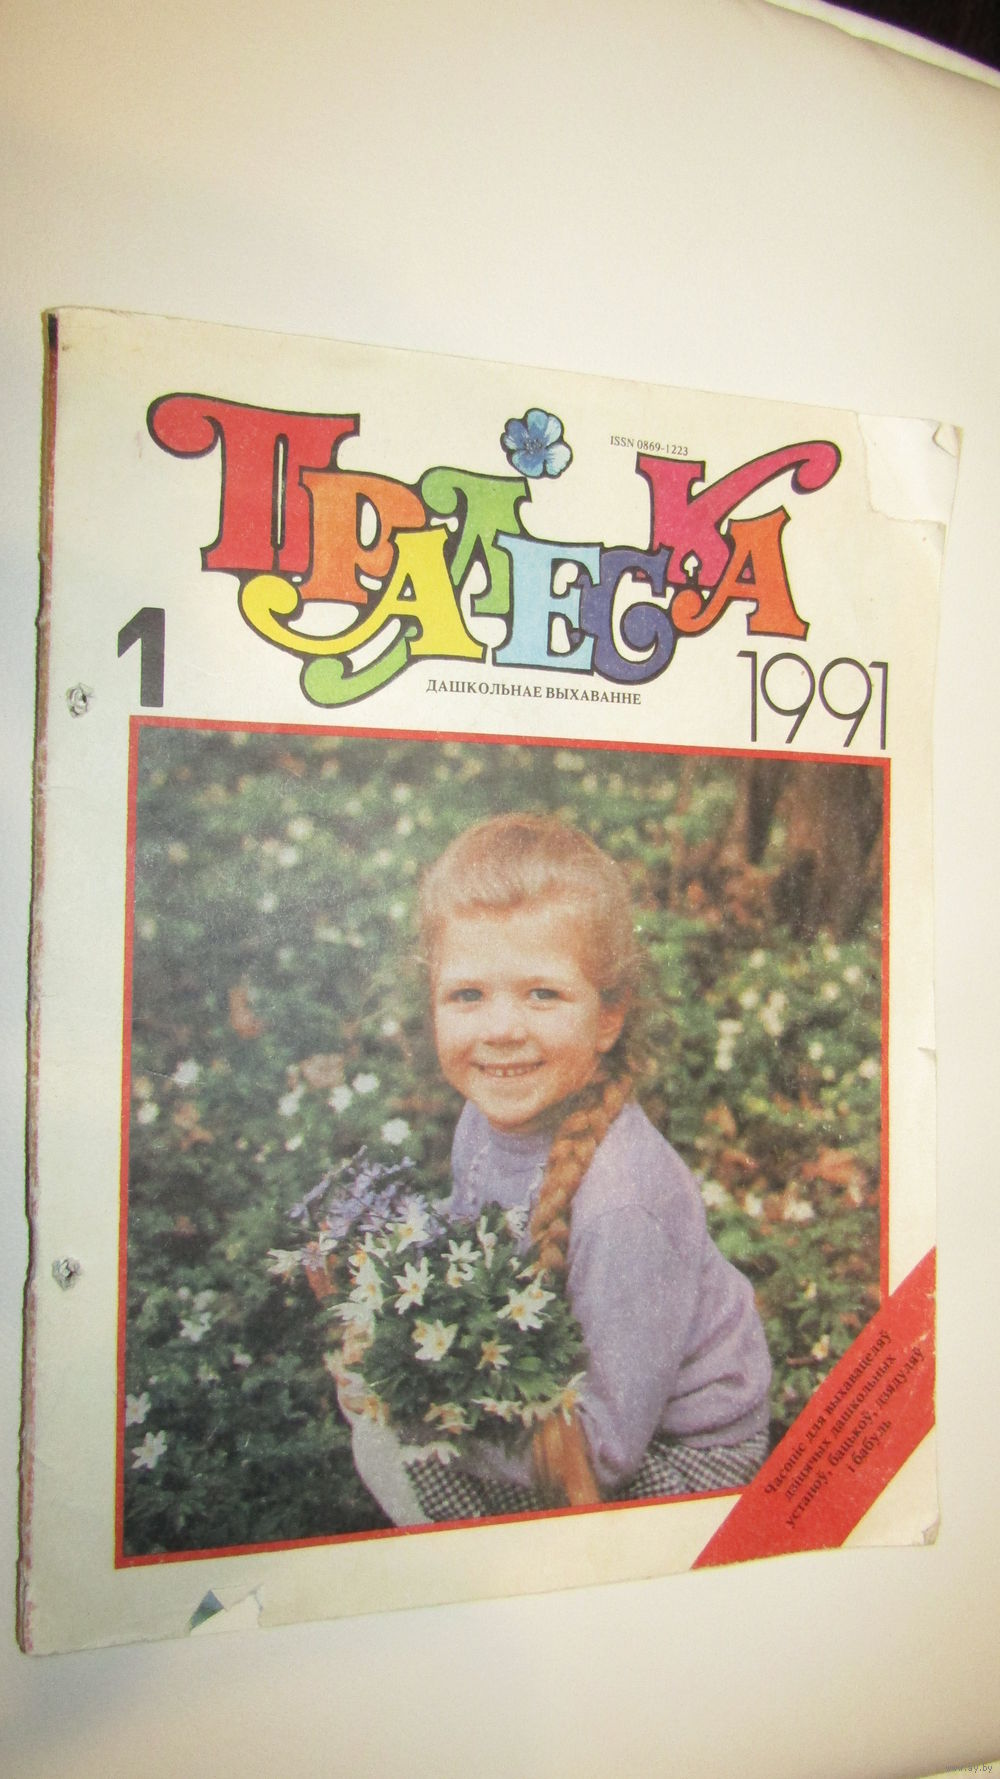 ISSN 0869-1223
ПРАЛЕСКА
1
ДАШКОЛЬНАЕ ВЫХАВАННЕ
1991
Часопіс для выхавацеляў
дзіцячых дашкольных
устаноў, бацькоў, дзядуляў
і бабуль
www.ay.by